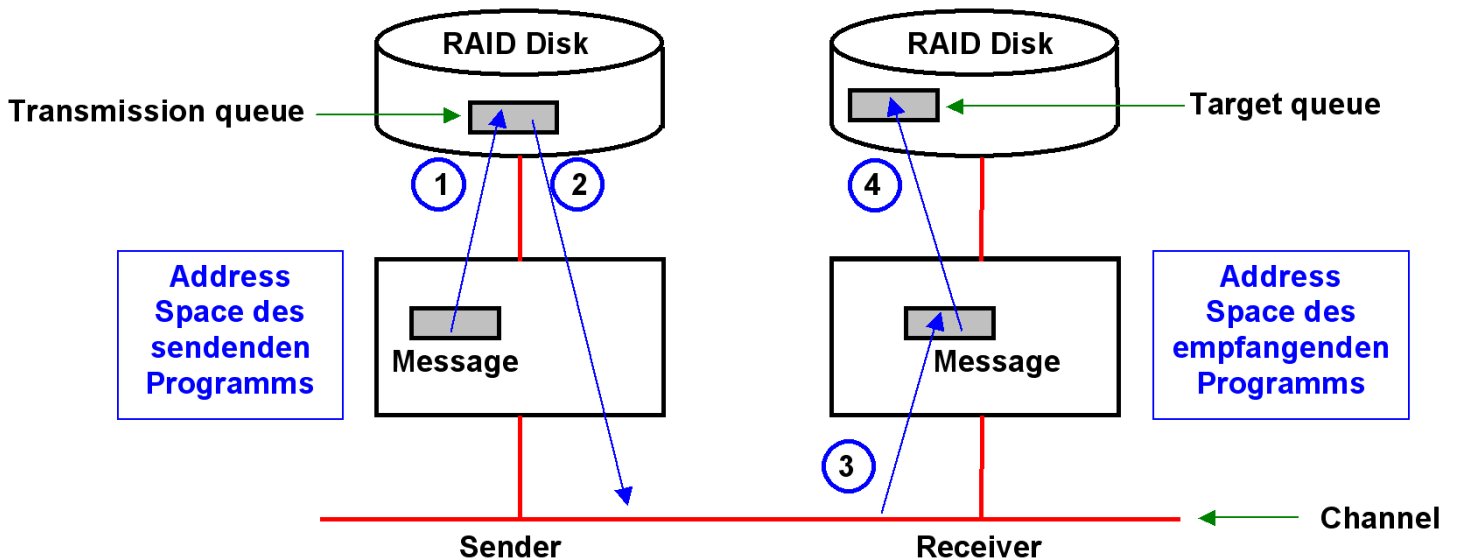 RAID Disk
RAID Disk
Transmission queue
Target queue
1
2
4
Address
Space des
sendenden
Programms
Message
Message
Address
Space des
empfangenden
Programms
3
Channel
Sender
Receiver